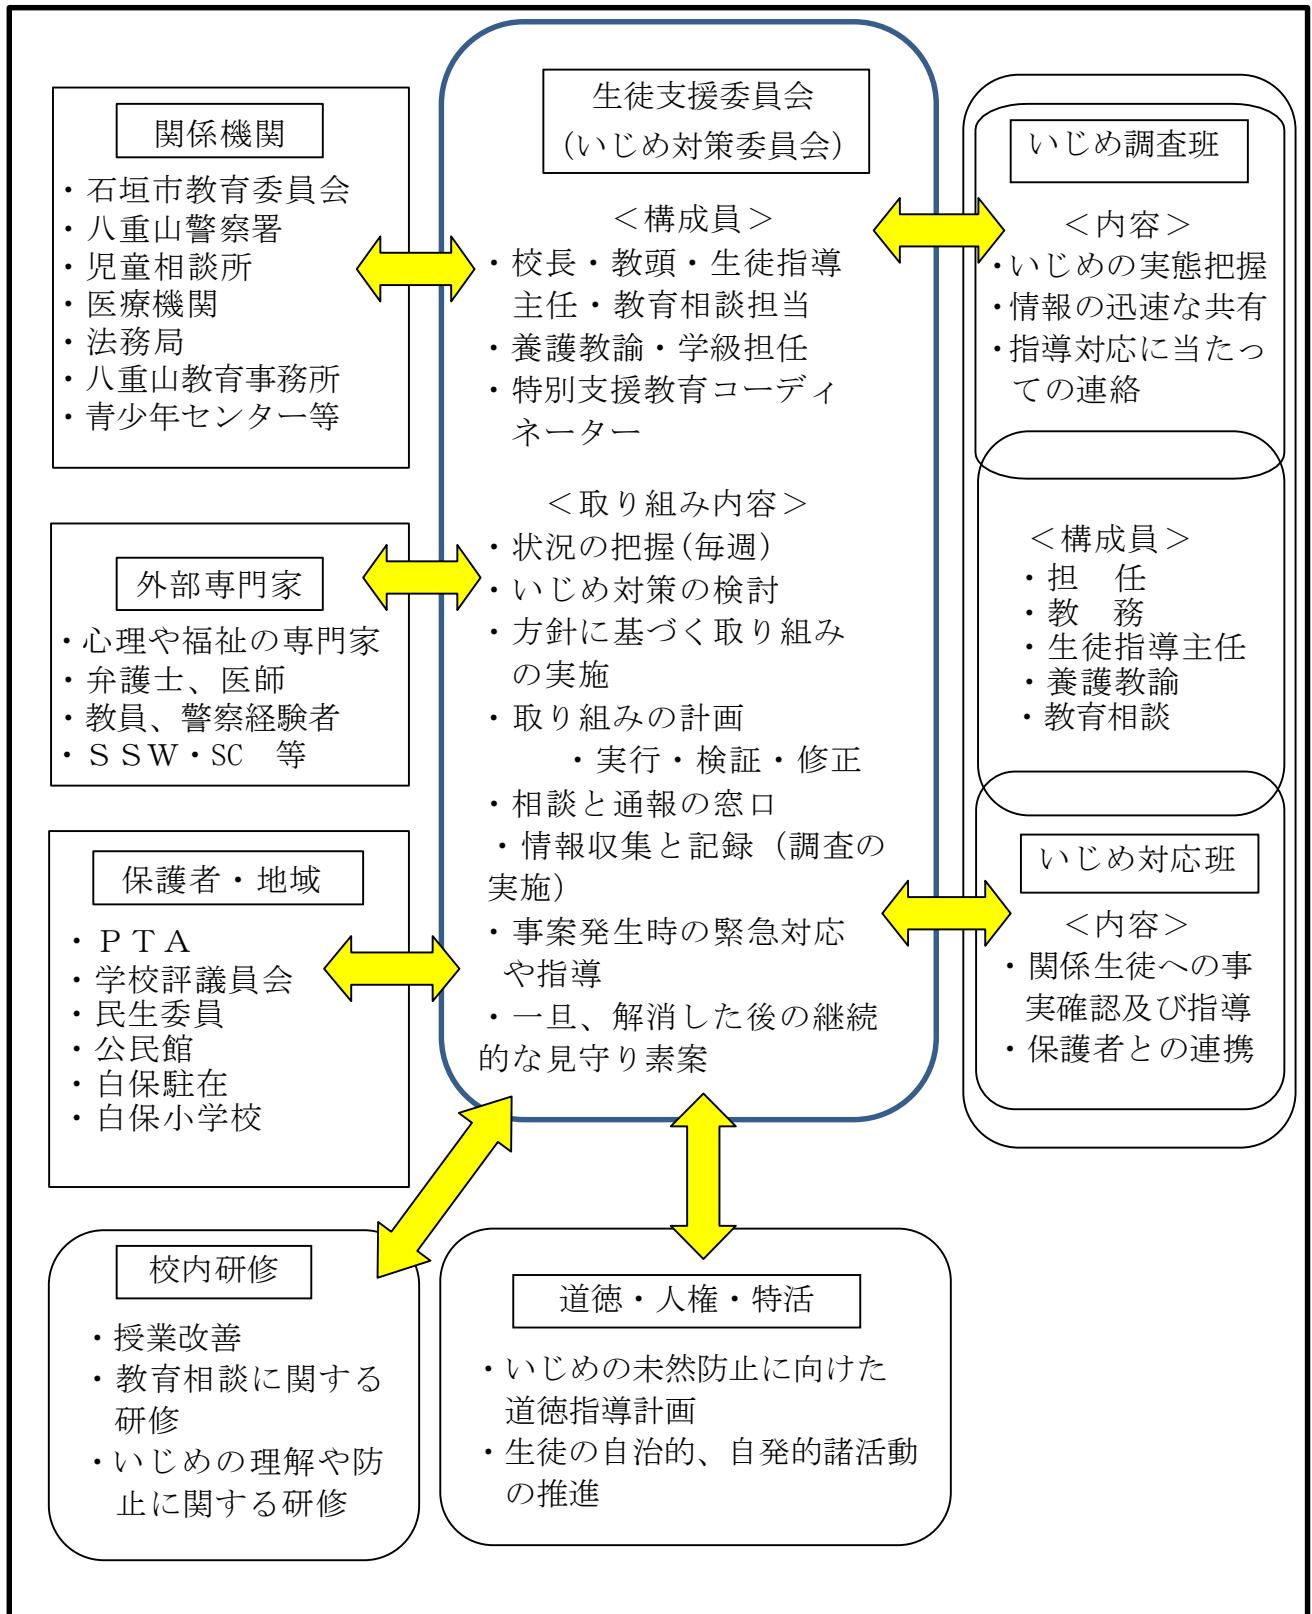 関係機関
・石垣市教育委員会
・八重山警察署
・児童相談所
・医療機関
・法務局
・八重山教育事務所
・青少年センター等
外部専門家
・心理や福祉の専門家
・弁護士、医師
・教員、警察経験者
・ＳＳＷ・SC　等
保護者・地域
・ＰＴＡ
・学校評議員会
・民生委員
・公民館
・白保駐在
・白保小学校
生徒支援委員会
(いじめ対策委員会)
＜構成員＞
・校長・教頭・生徒指導
主任・教育相談担当
・養護教諭・学級担任
・特別支援教育コーディ
ネーター
＜取り組み内容＞
・状況の把握(毎週)
・いじめ対策の検討
・方針に基づく取り組み
の実施
・取り組みの計画
・実行・検証・修正
・相談と通報の窓口
・情報収集と記録（調査の
実施）
・事案発生時の緊急対応
や指導
・一旦、解消した後の継続
的な見守り素案
いじめ調査班
＜内容＞
・いじめの実態把握
・情報の迅速な共有
・指導対応に当たっ
ての連絡
＜構成員＞
・担　任
・教　務
・生徒指導主任
・養護教諭
・教育相談
いじめ対応班
＜内容＞
・関係生徒への事
実確認及び指導
・保護者との連携
校内研修
・授業改善
・教育相談に関する
研修
・いじめの理解や防
止に関する研修
道徳・人権・特活
・いじめの未然防止に向けた
道徳指導計画
・生徒の自治的、自発的諸活動
の推進